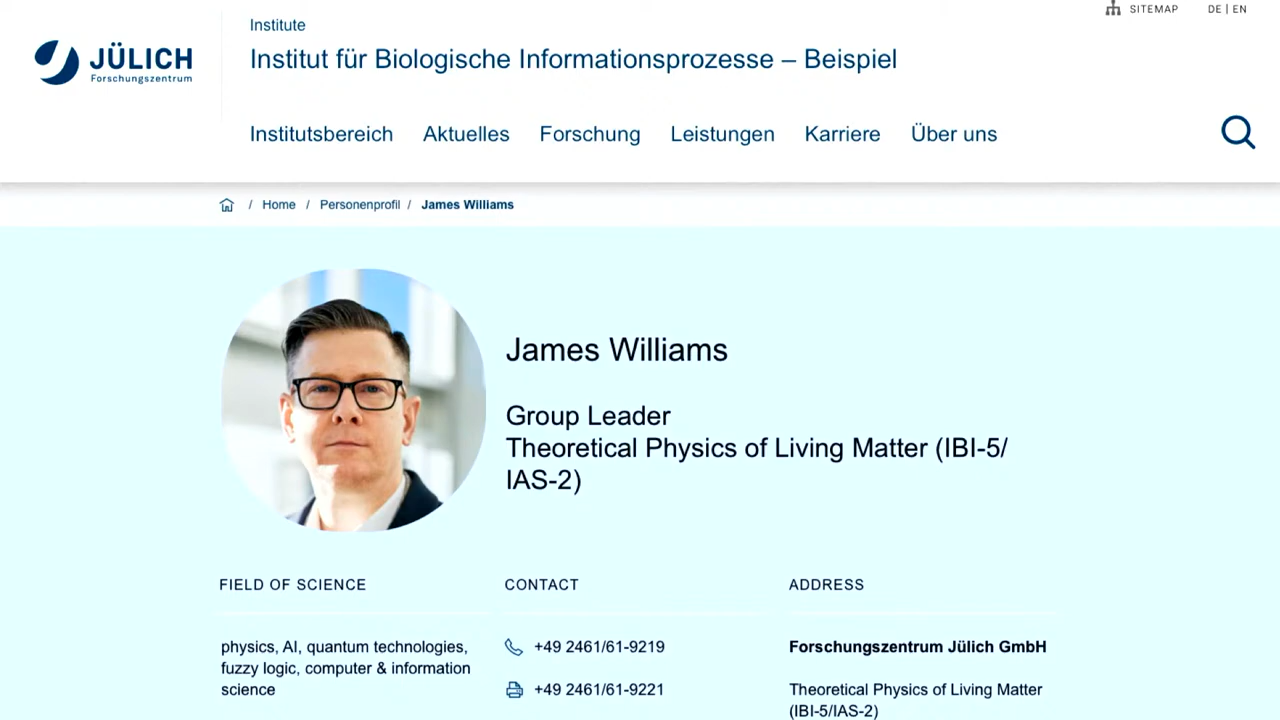 SITEMAP
DE | EN
Institute
JÜLICH
Forschungszentrum
Institut für Biologische Informationsprozesse – Beispiel
Institutsbereich
Aktuelles
Forschung
Leistungen
Karriere
Über uns
/ Home / Personenprofil / James Williams
James Williams
Group Leader
Theoretical Physics of Living Matter (IBI-5/
IAS-2)
FIELD OF SCIENCE
physics, AI, quantum technologies,
fuzzy logic, computer & information
science
CONTACT
+49 2461/61-9219
+49 2461/61-9221
ADDRESS
Forschungszentrum Jülich GmbH
Theoretical Physics of Living Matter
(IBI-5/IAS-2)